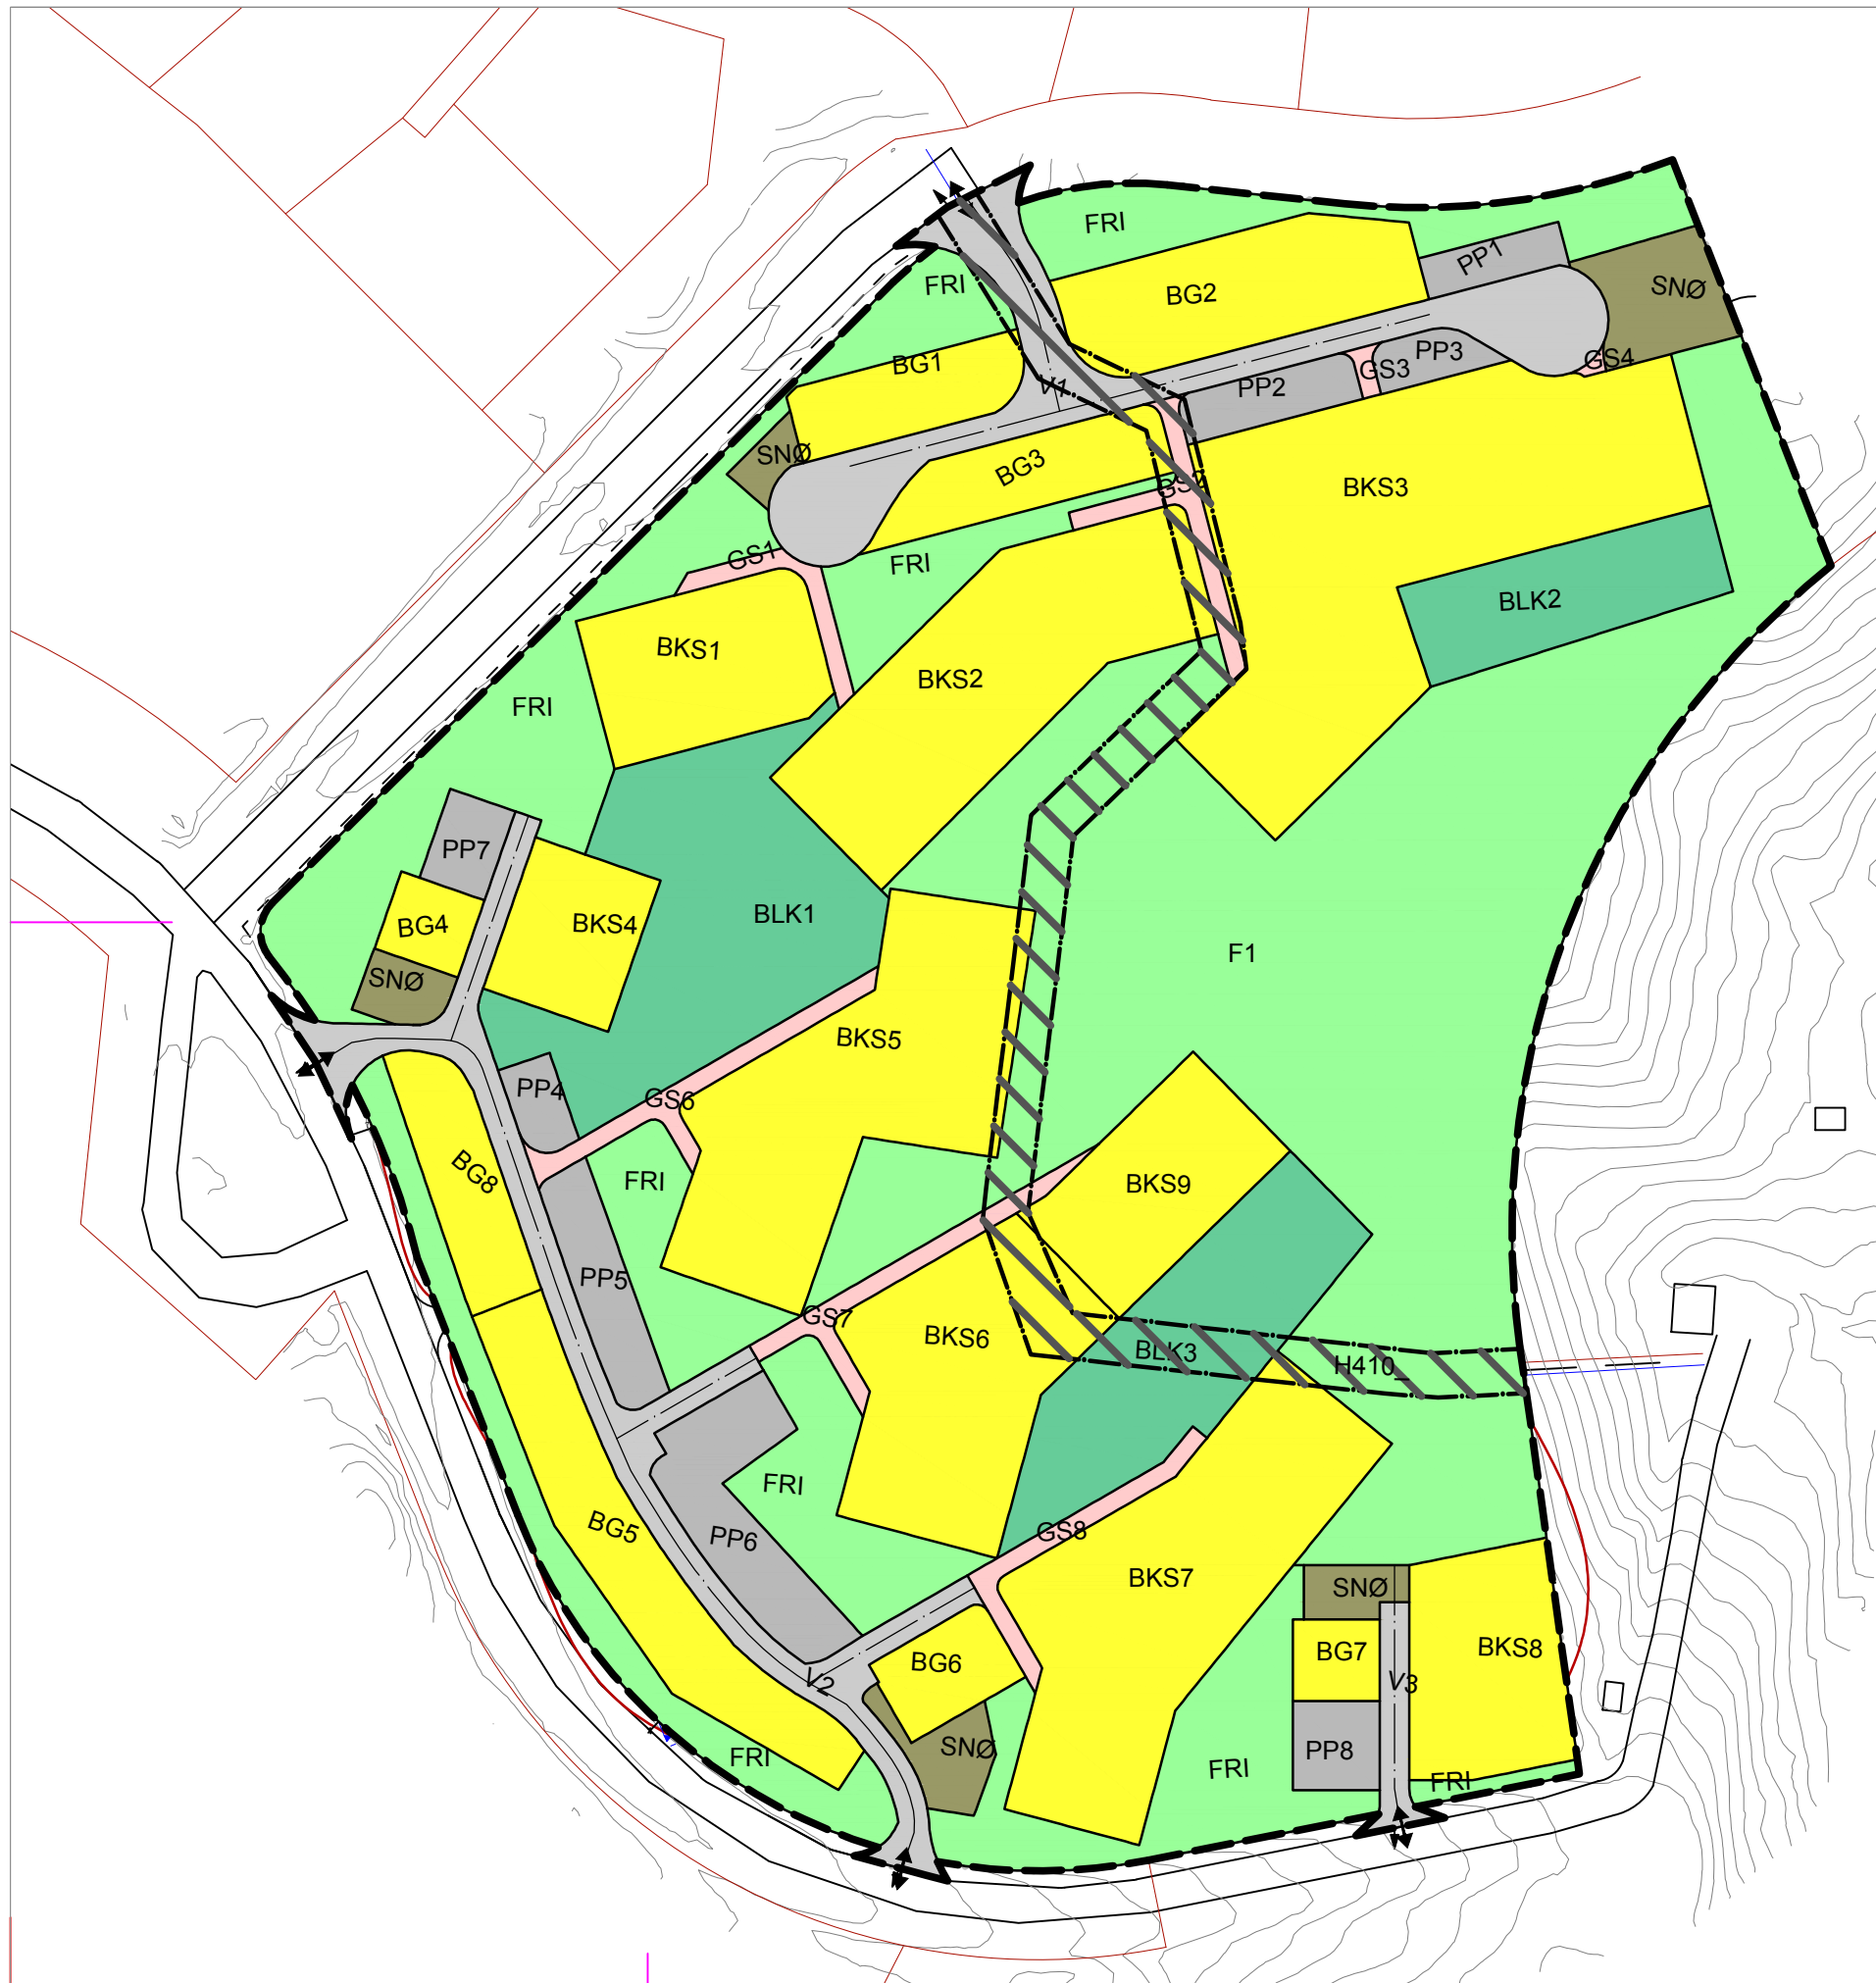 FRI
PP1
SNØ
FRI
BG2
PP3
GS4
BG1
GS3
V1
PP2
SNØ
BG3
GS2
BKS3
GS1
FRI
BLK2
BKS1
BKS2
FRI
PP7
BG4
BKS4
BLK1
F1
SNØ
BKS5
PP4
GS6
BG8
FRI
BKS9
PP5
GS7
BKS6
BLK3
H410_
FRI
BG5
PP6
GS8
BKS7
SNØ
BG6
BG7
BKS8
V2
V3
SNØ
PP8
FRI
FRI
FRI